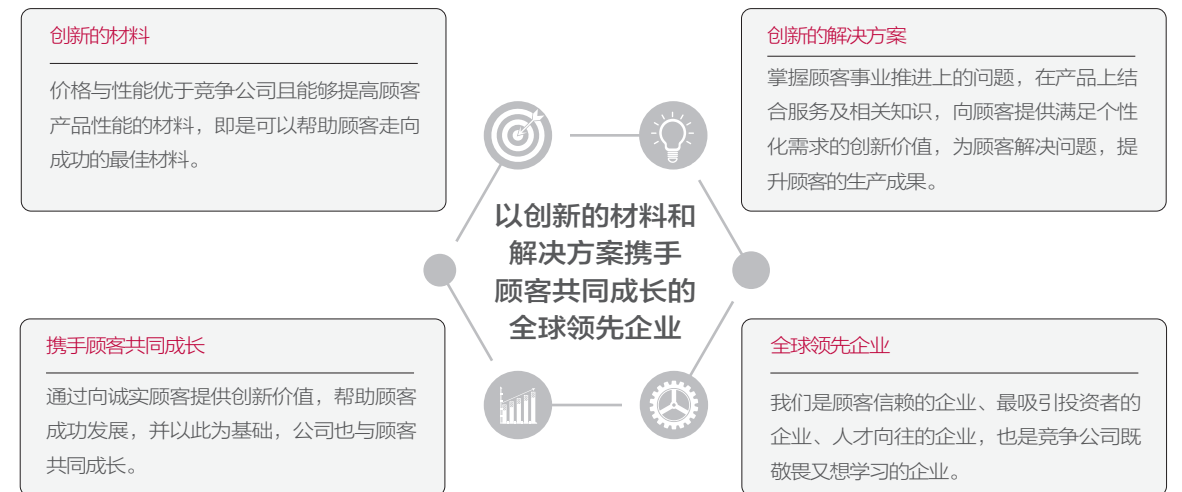 创新的材料
价格与性能优于竞争公司且能够提高顾客
产品性能的材料，即是可以帮助顾客走向
成功的最佳材料。
创新的解决方案
掌握顾客事业推进上的问题，在产品上结
合服务及相关知识，向顾客提供满足个性
化需求的创新价值，为顾客解决问题，提
升顾客的生产成果。
以创新的材料和
解决方案携手
顾客共同成长的
全球领先企业
携手顾客共同成长
通过向诚实顾客提供创新价值，帮助顾客
成功发展，并以此为基础，公司也与顾客
共同成长。
全球领先企业
我们是顾客信赖的企业、最吸引投资者的
企业、人才向往的企业，也是竞争公司既
敬畏又想学习的企业。